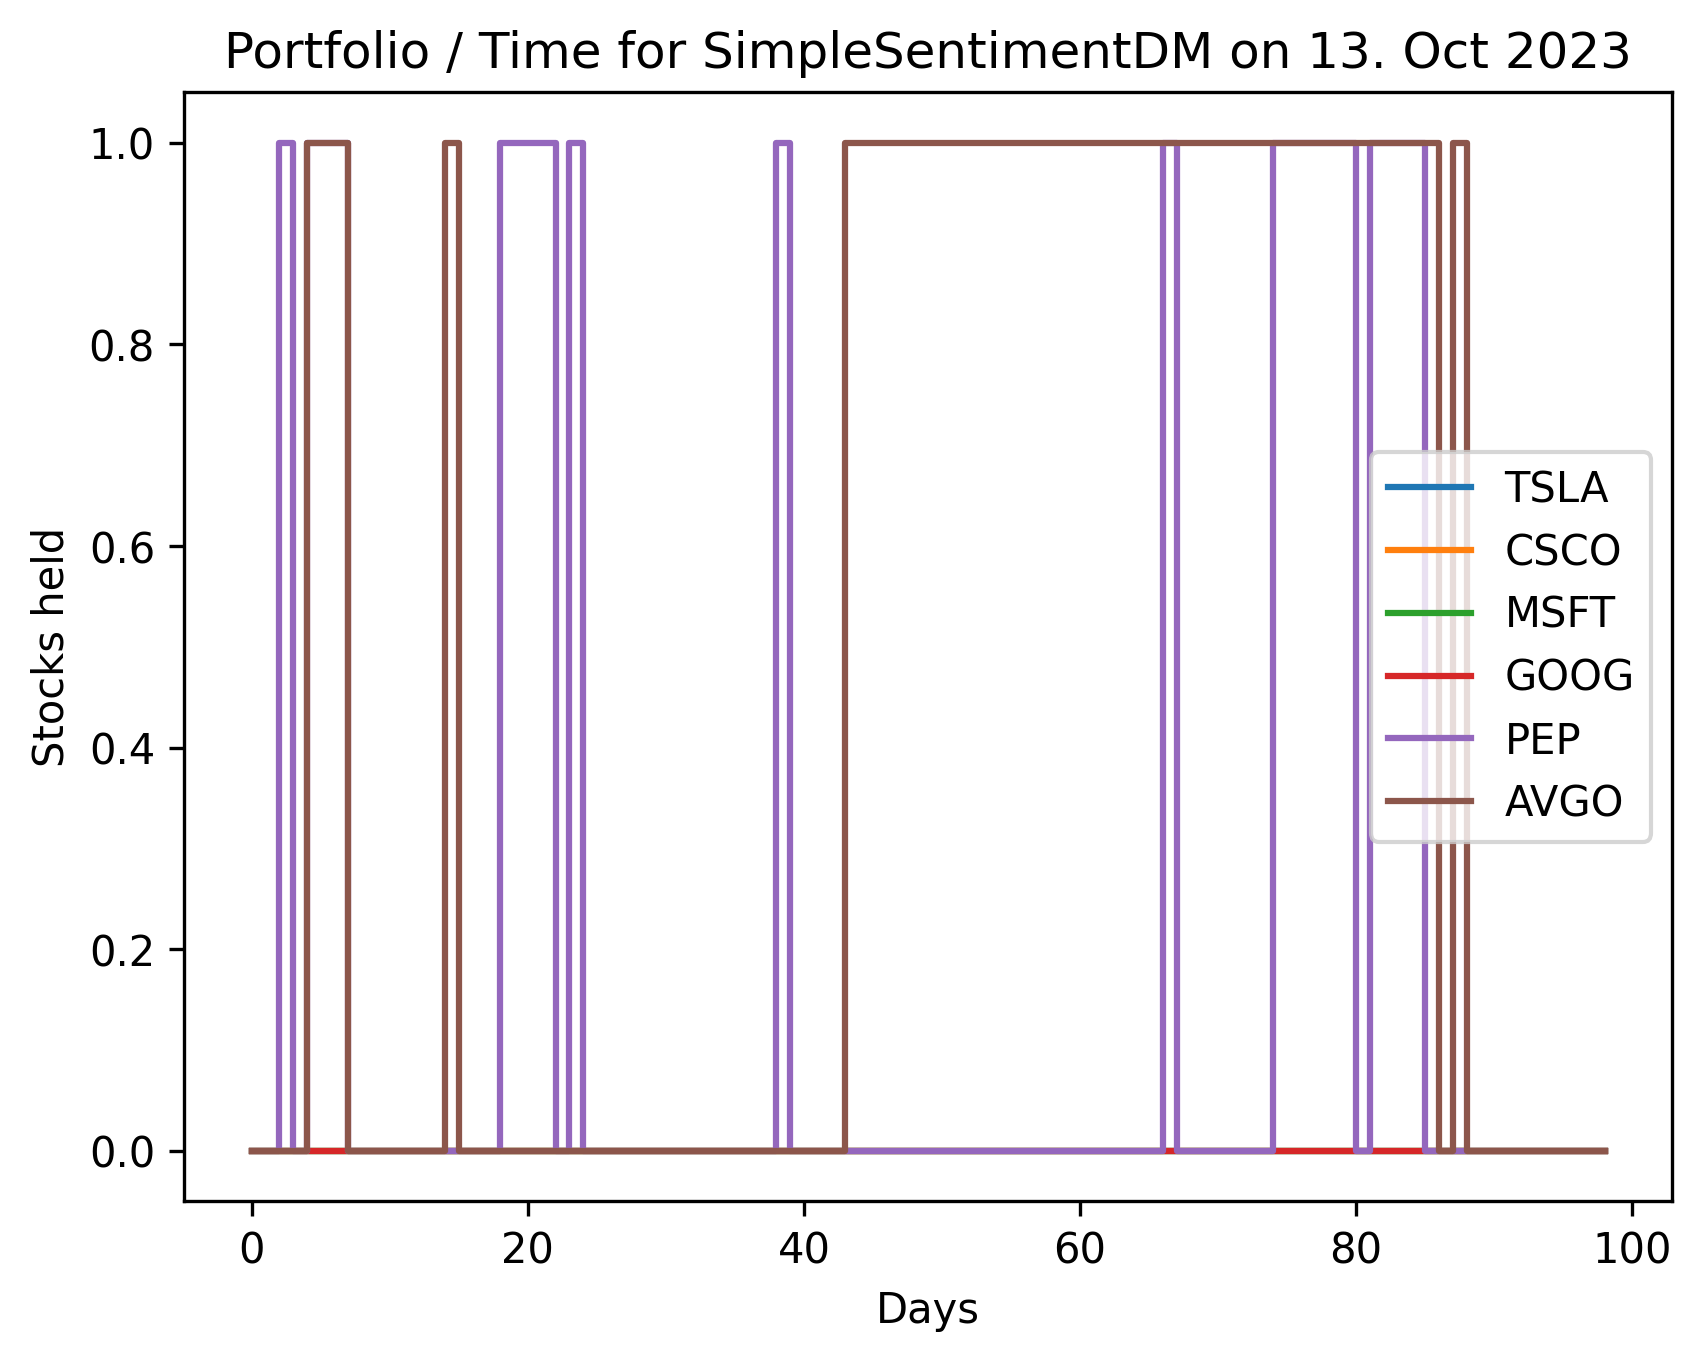 Portfolio / Time for SimpleSentimentDM on 13. Oct 2023
1.0
0.8
0.6
0.4
0.2
0.0
Stocks held
TSLA
CSCO
MSFT
GOOG
PEP
AVGO
0 20 40 60 80 100
Days